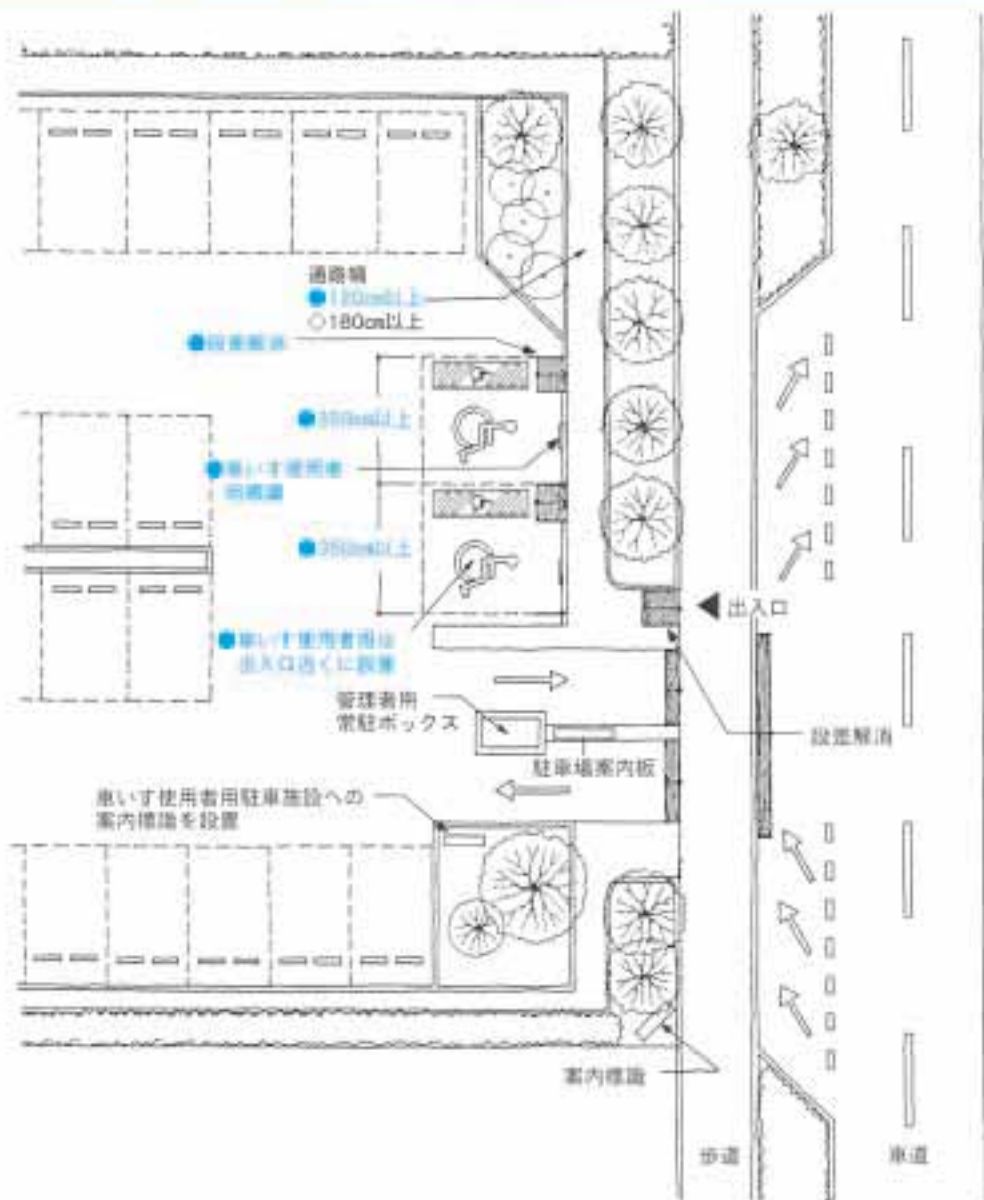 通路幅
●120cm以上
○180cm以上
●段差解消
●350cm以上
●車いす使用者
用標識
●350cm以上
●車いす使用者用は
出入口近くに設置
◀出入口
管理者用
常駐ボックス
駐車場案内板
段差解消
車いす使用者用駐車施設への
案内標識を設置
案内標識
歩道
車道